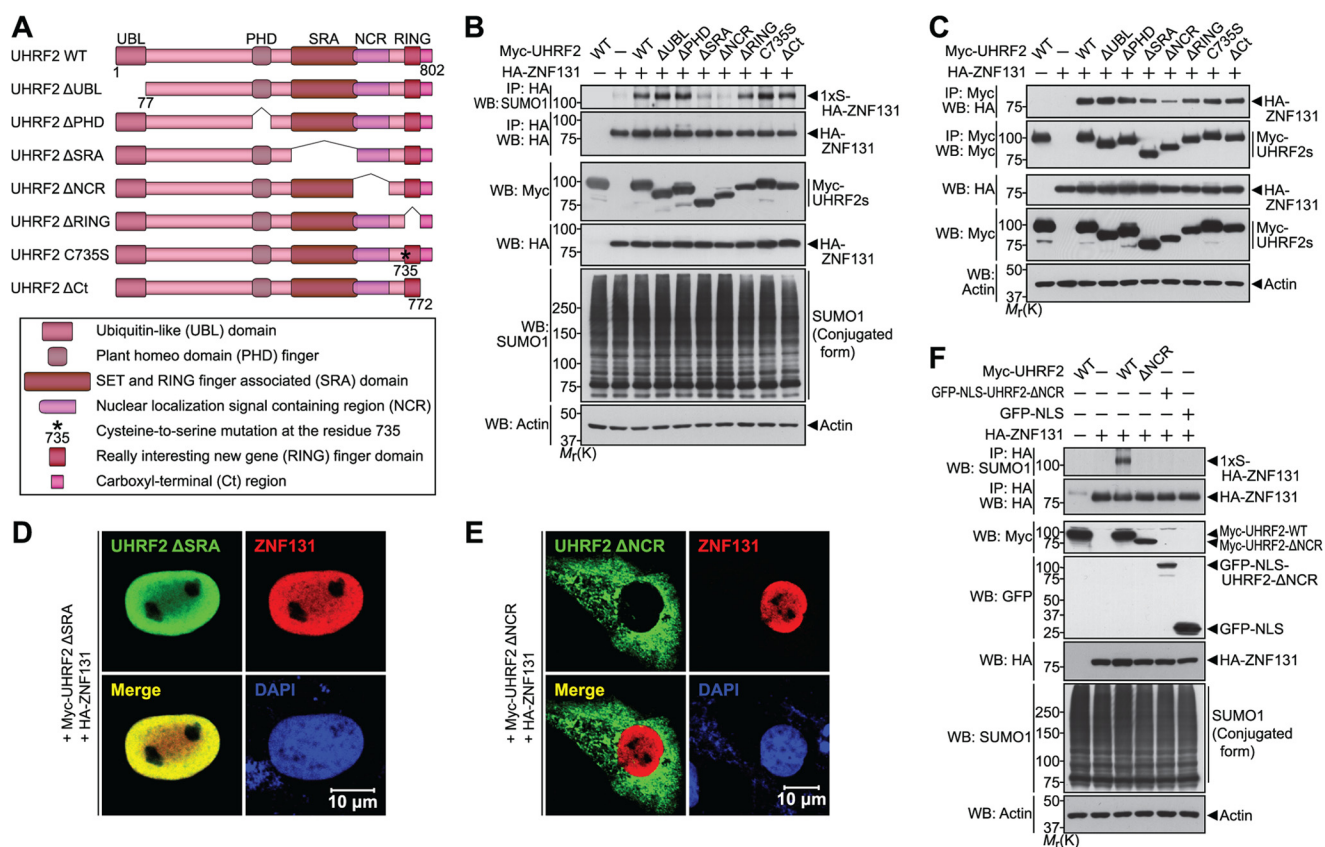 A
UBL PHD SRA NCR RING
UHRF2 WT
1 802
UHRF2 ΔUBL
77
UHRF2 ΔPHD
UHRF2 ΔSRA
UHRF2 ΔNCR
UHRF2 ΔRING
UHRF2 C735S
*
735
UHRF2 ΔCt
772
Ubiquitin-like (UBL) domain
Plant homeo domain (PHD) finger
SET and RING finger associated (SRA) domain
Nuclear localization signal containing region (NCR)
*
735 Cysteine-to-serine mutation at the residue 735
Really interesting new gene (RING) finger domain
Carboxyl-terminal (Ct) region
B
Myc-UHRF2 WT – WT ΔUBL ΔPHD ΔSRA ΔNCR ΔRING C735S ΔCt
HA-ZNF131 – + + + + + + + + +
IP: HA
WB: SUMO1 100 1xS-
HA-ZNF131
IP: HA
WB: HA
100
75
HA-
ZNF131
WB: Myc
100
75
Myc-
UHRF2s
WB: HA
100
75
HA-
ZNF131
WB:
SUMO1
250
150
100
75
SUMO1
(Conjugated
form)
WB: Actin
50
37
Actin
Mr(K)
C
Myc-UHRF2 WT – WT ΔUBL ΔPHD ΔSRA ΔNCR ΔRING C735S ΔCt
HA-ZNF131 – + + + + + + + + +
IP: Myc
WB: HA
100
75
HA-
ZNF131
IP: Myc
WB: Myc
100
75
Myc-
UHRF2s
WB: HA
75
HA-
ZNF131
WB: Myc
100
75
Myc-
UHRF2s
WB:
Actin
50
37
Actin
Mr(K)
D
+ Myc-UHRF2 ΔSRA
+ HA-ZNF131
UHRF2 ΔSRA ZNF131
Merge DAPI
10 µm
E
+ Myc-UHRF2 ΔNCR
+ HA-ZNF131
UHRF2 ΔNCR ZNF131
Merge DAPI
10 µm
F
Myc-UHRF2 WT – WT ΔNCR
GFP-NLS-UHRF2-ΔNCR +
GFP-NLS +
HA-ZNF131 – + + + + +
IP: HA
WB: SUMO1
100
1xS-
HA-ZNF131
IP: HA
WB: HA
75
HA-ZNF131
WB: Myc
100
75
Myc-UHRF2-WT
Myc-UHRF2-ΔNCR
WB: GFP
100
75
50
37
25
GFP-NLS-
UHRF2-ΔNCR
GFP-NLS
WB: HA
75
HA-ZNF131
WB: SUMO1
250
150
100
75
SUMO1
(Conjugated
form)
WB: Actin
50
37
Actin
Mr(K)